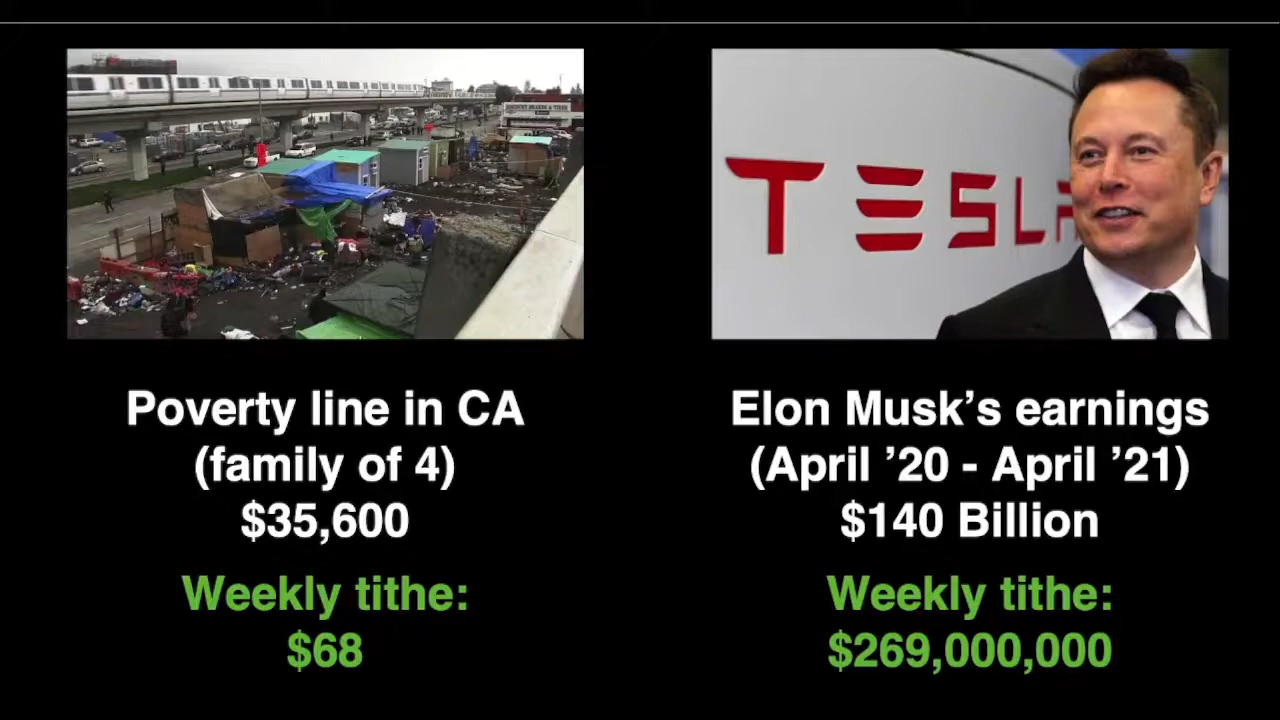 TESLA
Poverty line in CA
(family of 4)
$35,600
Weekly tithe:
$68
Elon Musk’s earnings
(April ’20 - April ’21)
$140 Billion
Weekly tithe:
$269,000,000